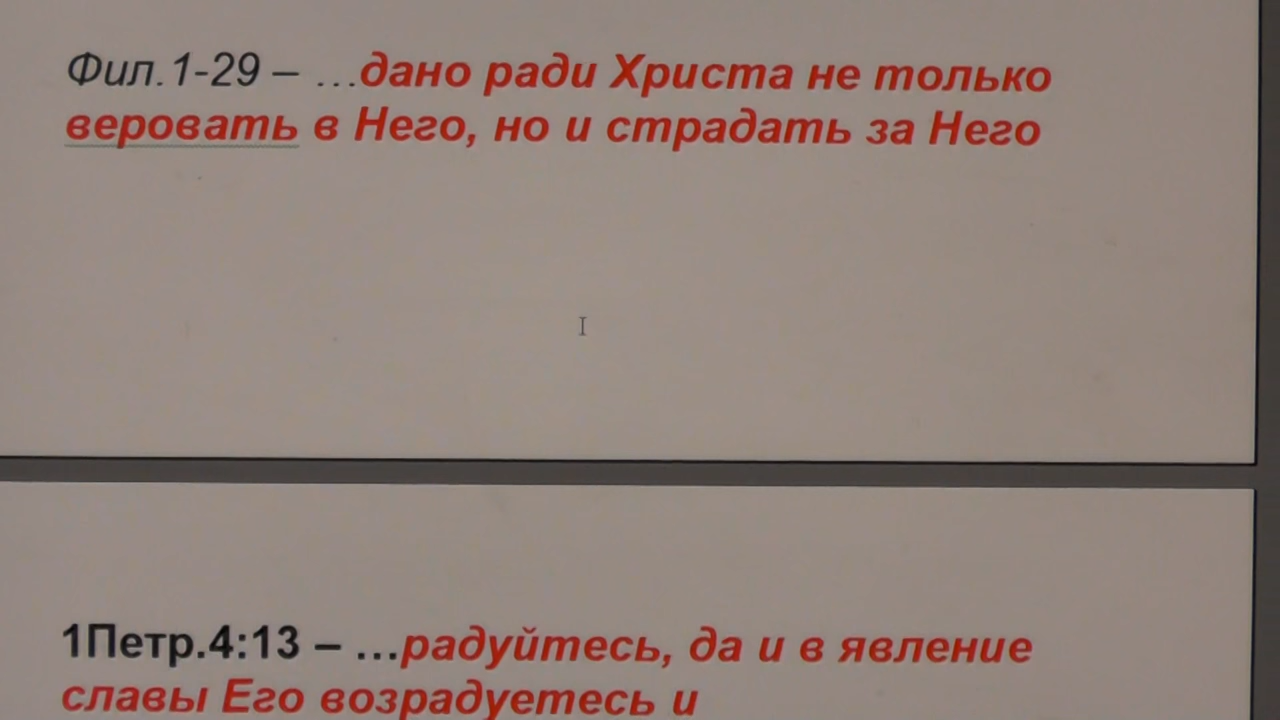 Фил.1-29 – …дано ради Христа не только
веровать в Него, но и страдать за Него
1Петр.4:13 – …радуйтесь, да и в явление
славы Его возрадуетесь и